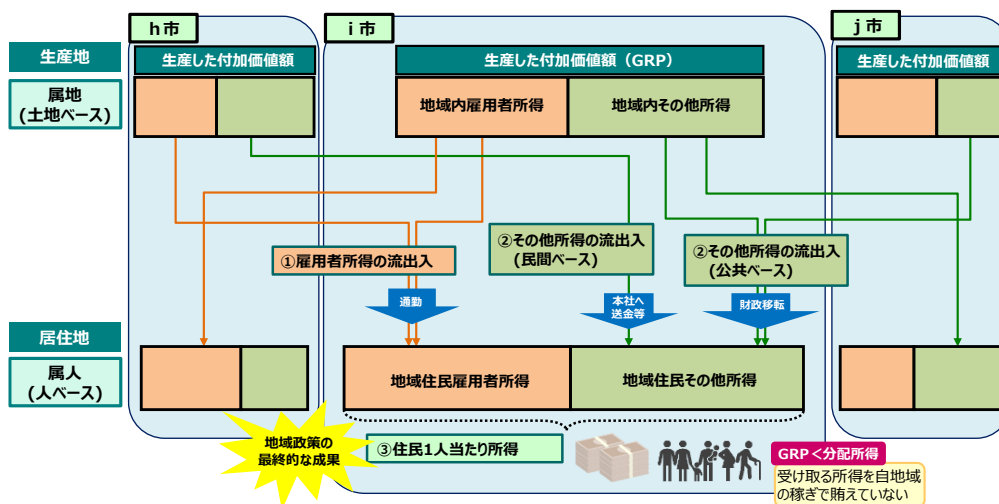 h市
i市
j市
生産地
生産した付加価値額
生産した付加価値額（GRP）
生産した付加価値額
属地
(土地ベース)
地域内雇用者所得
地域内その他所得
①雇用者所得の流出入
②その他所得の流出入
(民間ベース)
②その他所得の流出入
(公共ベース)
通勤
本社へ
送金等
財政移転
居住地
属人
(人ベース)
地域住民雇用者所得
地域住民その他所得
地域政策の
最終的な成果
③住民1人当たり所得
GRP＜分配所得
受け取る所得を自地域
の稼ぎで賄えていない